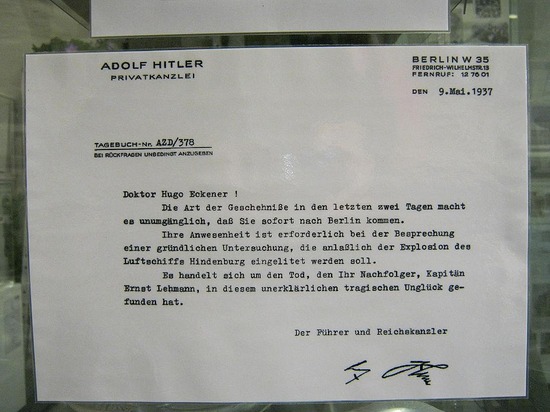 ADOLF HITLER
PRIVATKANZLEI
BERLIN W 35
FRIEDRICH-WILHELMSTR.13
FERNRUF: 12 76 01
DEN 9.Mai.1937
TAGEBUCH-Nr. AZD/378
BEI RÜCKFRAGEN UNBEDINGT ANZUGEBEN
Doktor Hugo Eckener !
Die Art der Geschehniße in den letzten zwei Tagen macht
es unumgänglich, daß Sie sofort nach Berlin kommen.
Ihre Anwesenheit ist erforderlich bei der Besprechung
einer gründlichen Untersuchung, die anlaßlich der Explosion des
Luftschiffs Hindenburg eingelitet werden soll.
Es handelt sich um den Tod, den Ihr Nachfolger, Kapitän
Ernst Lehmann, in diesem unerklärlichen tragischen Unglück ge-
funden hat.
Der Führer und Reichskanzler